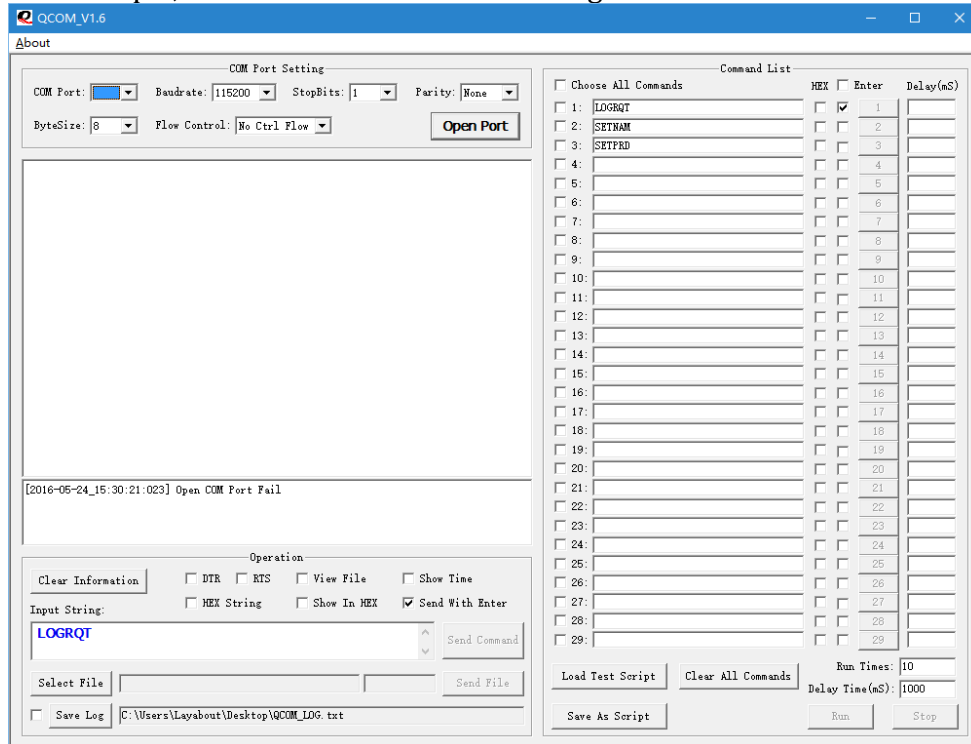 QCOM_V1.6
About
COM Port Setting
COM Port: Baudrate: 115200 StopBits: 1 Parity: None
ByteSize: 8 Flow Control: No Ctrl Flow Open Port
[2016-05-24_15:30:21:023] Open COM Port Fail
Operation
Clear Information DTR RTS View File Show Time
HEX String Show In HEX Send With Enter
Input String:
LOGRQT
Send Command
Select File Send File
Save Log C:\Users\Layabout\Desktop\QCOM_LOG.txt
Command List
Choose All Commands HEX Enter Delay(mS)
1: LOGRQT 1
2: SETNAM 2
3: SETPRD 3
4: 4
5: 5
6: 6
7: 7
8: 8
9: 9
10: 10
11: 11
12: 12
13: 13
14: 14
15: 15
16: 16
17: 17
18: 18
19: 19
20: 20
21: 21
22: 22
23: 23
24: 24
25: 25
26: 26
27: 27
28: 28
29: 29
Load Test Script Clear All Commands Run Times: 10
Delay Time(mS): 1000
Save As Script Run Stop